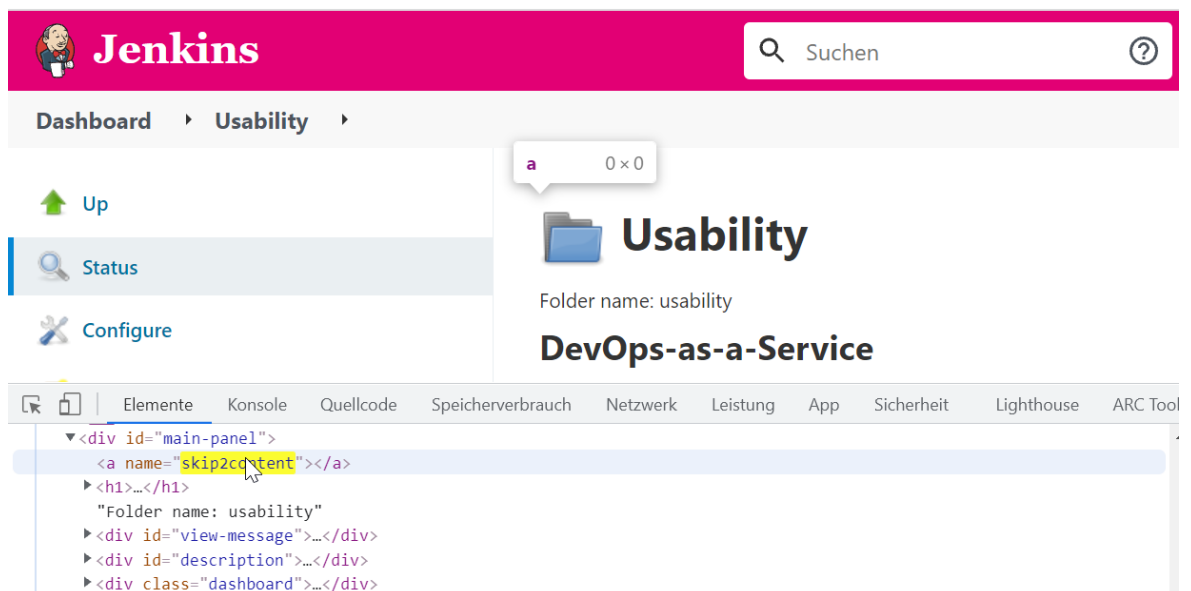 Jenkins
Suchen
Dashboard Usability
a 0 × 0
Up
Usability
Status
Folder name: usability
Configure
DevOps-as-a-Service
Elemente Konsole Quellcode Speicherverbrauch Netzwerk Leistung App Sicherheit Lighthouse ARC Tool
<div id="main-panel">
<a name="skip2content"></a>
<h1>…</h1>
"Folder name: usability"
<div id="view-message">…</div>
<div id="description">…</div>
<div class="dashboard">…</div>